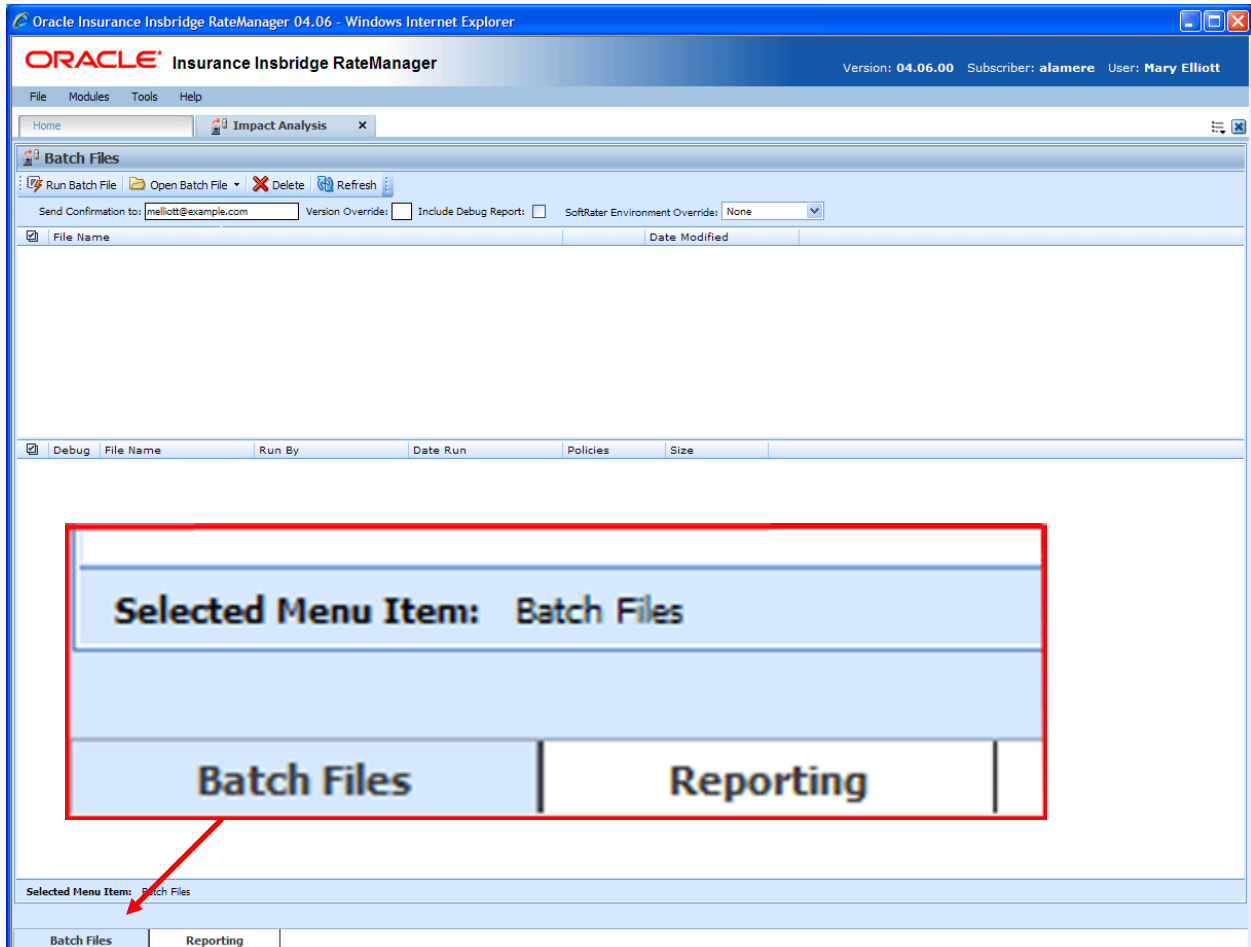 Oracle Insurance Insbridge RateManager 04.06 - Windows Internet Explorer
ORACLE Insurance Insbridge RateManager
Version: 04.06.00 Subscriber: alamere User: Mary Elliott
File Modules Tools Help
Home Impact Analysis x
Batch Files
Run Batch File Open Batch File Delete Refresh
Send Confirmation to: melliott@example.com Version Override: Include Debug Report: SoftRater Environment Override: None
File Name Date Modified
Debug File Name Run By Date Run Policies Size
Selected Menu Item: Batch Files
Batch Files Reporting
Selected Menu Item: Batch Files
Batch Files Reporting